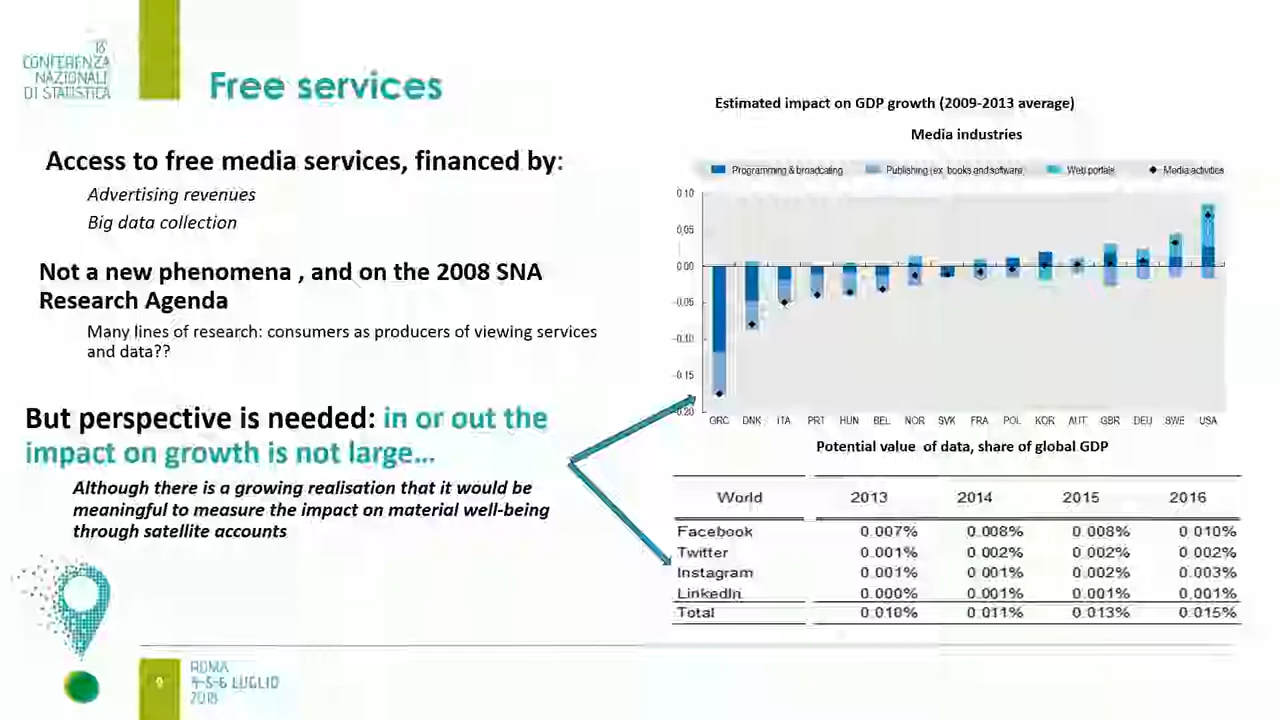 16°
CONFERENZA
NAZIONALE
DI STATISTICA
Free services
Access to free media services, financed by:
Advertising revenues
Big data collection
Not a new phenomena , and on the 2008 SNA
Research Agenda
Many lines of research: consumers as producers of viewing services
and data??
But perspective is needed: in or out the
impact on growth is not large…
Although there is a growing realisation that it would be
meaningful to measure the impact on material well-being
through satellite accounts
Estimated impact on GDP growth (2009-2013 average)
Media industries
Programming & broadcating Publishing (ex. books and software) Web portals Media activities
0.10
0.05
0.00
-0.05
-0.10
-0.15
-0.20
GRC DNK ITA PRT HUN BEL NOR SVK FRA POL KOR AUT GBR DEU SWE USA
Potential value of data, share of global GDP
World 2013 2014 2015 2016
Facebook 0.007% 0.008% 0.008% 0.010%
Twitter 0.001% 0.002% 0.002% 0.002%
Instagram 0.001% 0.001% 0.002% 0.003%
LinkedIn 0.000% 0.001% 0.001% 0.001%
Total 0.010% 0.011% 0.013% 0.015%
9
ROMA
4-5-6 LUGLIO
2018